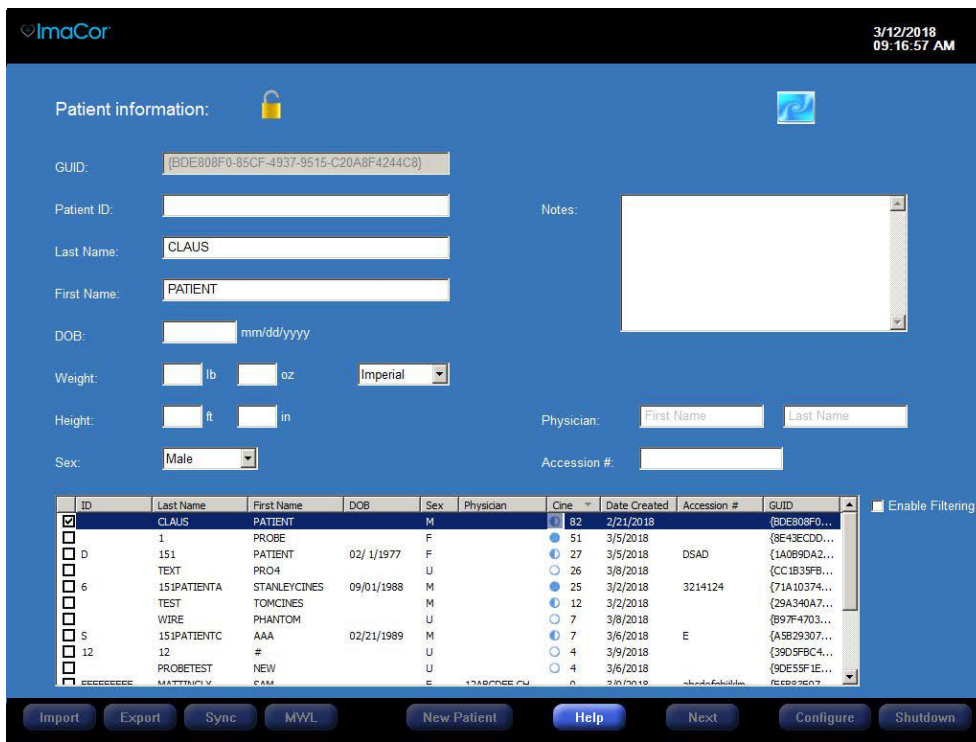 ImaCor
3/12/2018
09:16:57 AM
Patient information:
GUID: {BDE808F0-85CF-4937-9515-C20A8F4244C8}
Patient ID:
Notes:
Last Name: CLAUS
First Name: PATIENT
DOB: mm/dd/yyyy
Weight: lb oz Imperial
Height: ft in
Physician: First Name Last Name
Sex: Male
Accession #:
ID Last Name First Name DOB Sex Physician Cine Date Created Accession # GUID
Enable Filtering
CLAUS PATIENT M 82 2/21/2018 {BDE808F0...
1 PROBE F 51 3/5/2018 {8E43ECDD...
D 151 PATIENT 02/ 1/1977 F 27 3/5/2018 DSAD {1A0B9DA2...
TEXT PRO4 U 26 3/8/2018 {CC1B35FB...
6 151PATIENTA STANLEYCINES 09/01/1988 M 25 3/2/2018 3214124 {71A10374...
TEST TOMCINES M 12 3/2/2018 {29A340A7...
WIRE PHANTOM U 7 3/8/2018 {B97F4703...
S 151PATIENTC AAA 02/21/1989 M 7 3/6/2018 E {A5B29307...
12 12 # U 4 3/9/2018 {39D5FBC4...
PROBETEST NEW U 4 3/6/2018 {9DE55F1E...
MATTINGLY SAM
Import Export Sync MWL New Patient Help Next Configure Shutdown